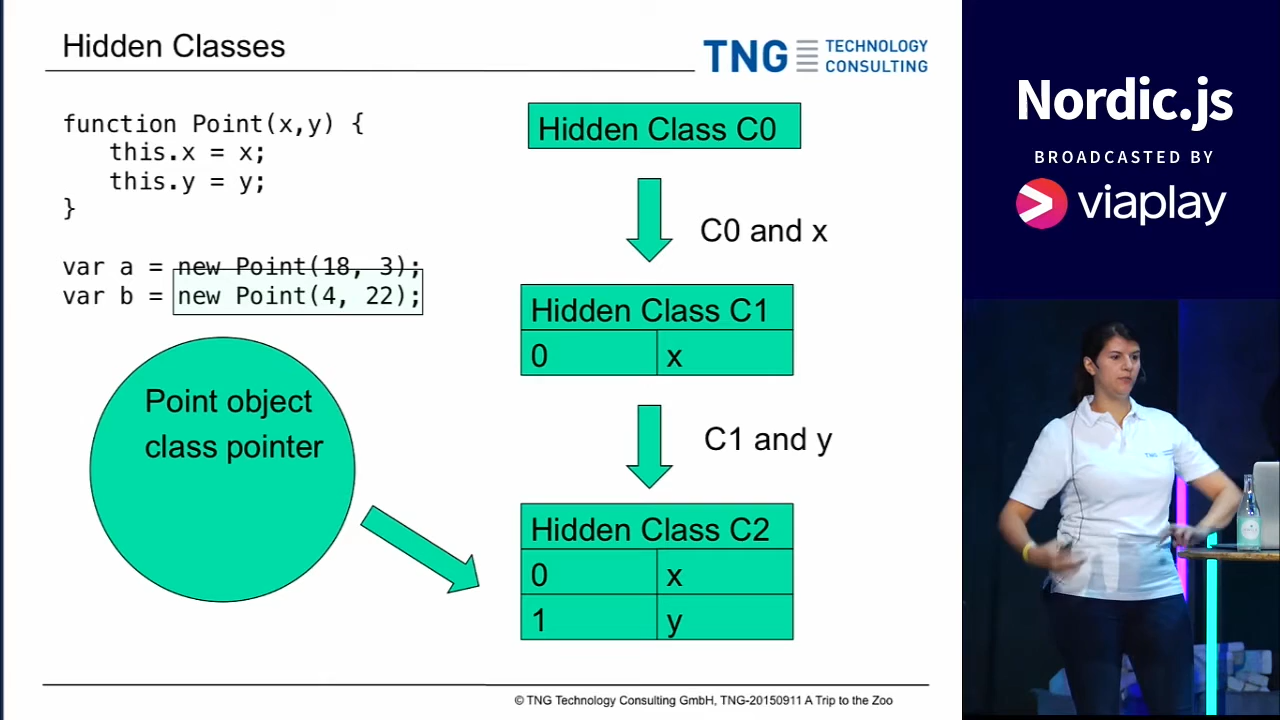 Hidden Classes
TNG TECHNOLOGY
CONSULTING
function Point(x,y) {
this.x = x;
this.y = y;
}
var a = new Point(18, 3);
var b = new Point(4, 22);
Point object
class pointer
Hidden Class C0
C0 and x
Hidden Class C1
0 x
C1 and y
Hidden Class C2
0 x
1 y
© TNG Technology Consulting GmbH, TNG-20150911 A Trip to the Zoo
Nordic.js
BROADCASTED BY
viaplay
TNG